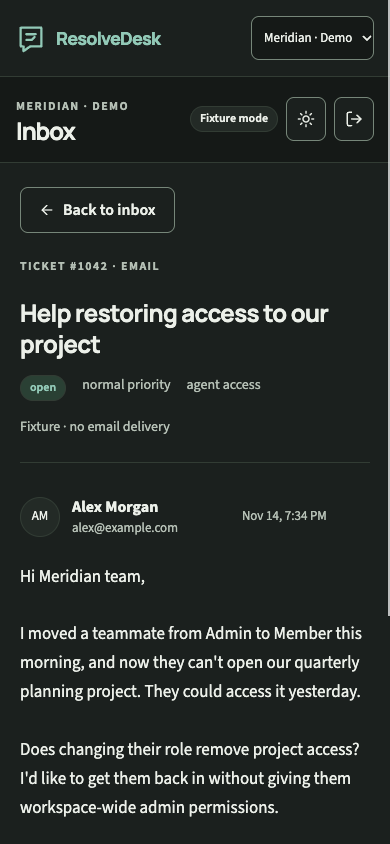 ResolveDesk
Meridian · Demo
MERIDIAN · DEMO
Inbox
Fixture mode
Back to inbox
TICKET #1042 · EMAIL
Help restoring access to our
project
open
normal priority
agent access
Fixture · no email delivery
AM
Alex Morgan
alex@example.com
Nov 14, 7:34 PM
Hi Meridian team,
I moved a teammate from Admin to Member this
morning, and now they can't open our quarterly
planning project. They could access it yesterday.
Does changing their role remove project access?
I'd like to get them back in without giving them
workspace-wide admin permissions.